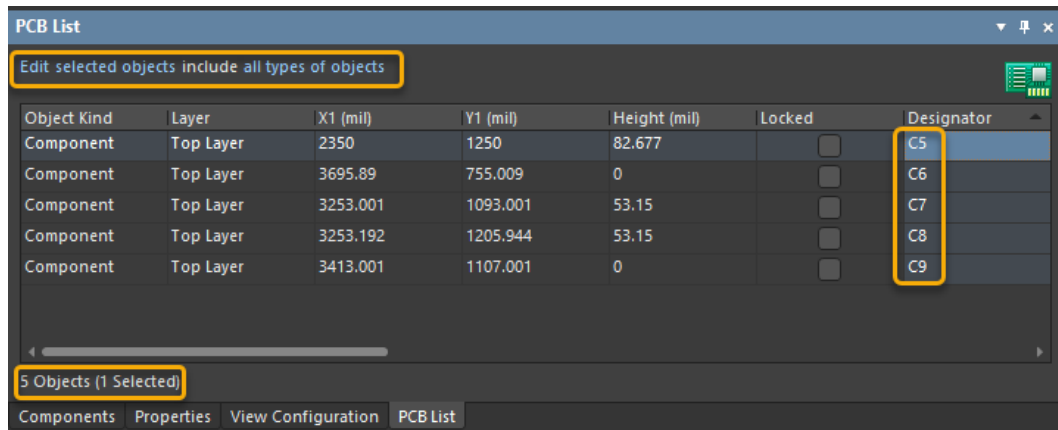 PCB List
Edit selected objects include all types of objects
Object Kind Layer X1 (mil) Y1 (mil) Height (mil) Locked Designator
Component Top Layer 2350 1250 82.677 C5
Component Top Layer 3695.89 755.009 0 C6
Component Top Layer 3253.001 1093.001 53.15 C7
Component Top Layer 3253.192 1205.944 53.15 C8
Component Top Layer 3413.001 1107.001 0 C9
5 Objects (1 Selected)
Components Properties View Configuration PCB List